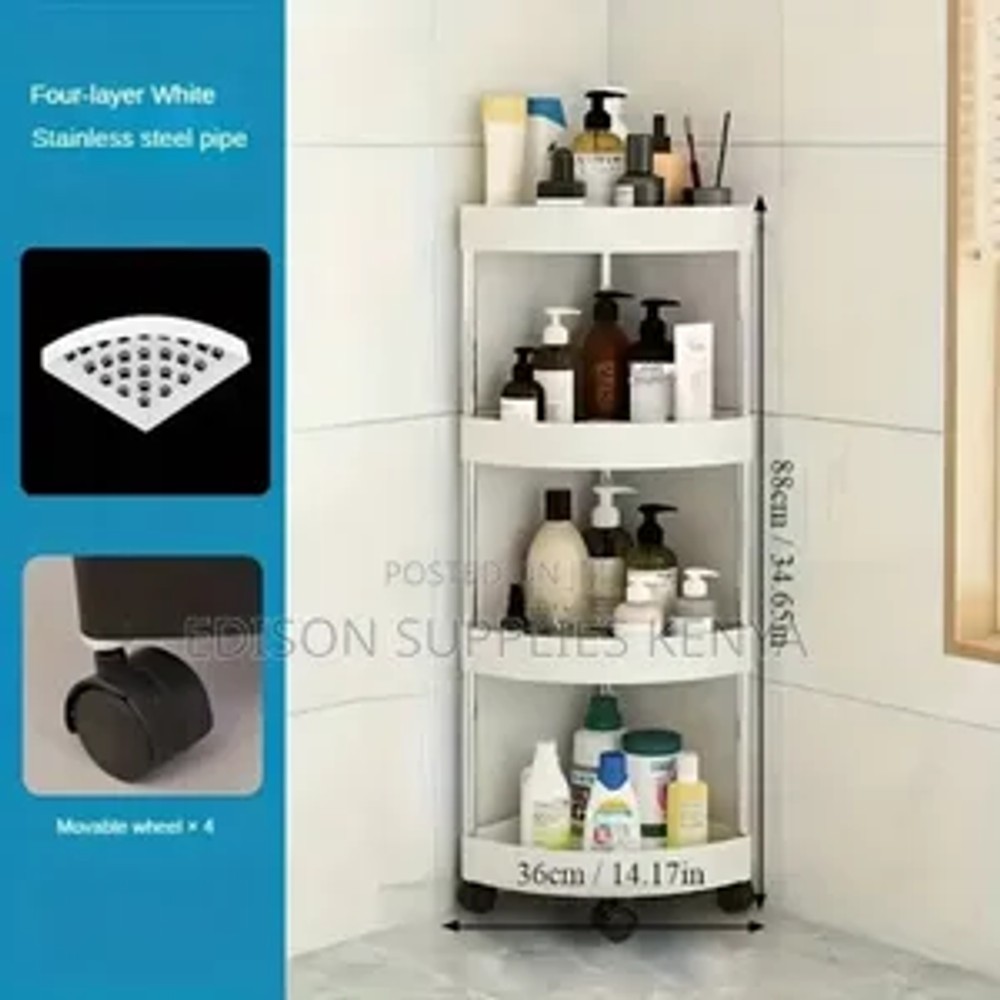 Four-layer White
Stainless steel pipe
Movable wheel × 4
88cm / 34.65in
POSTED ON
EDISON SUPPLIES KENYA
36cm / 14.17in